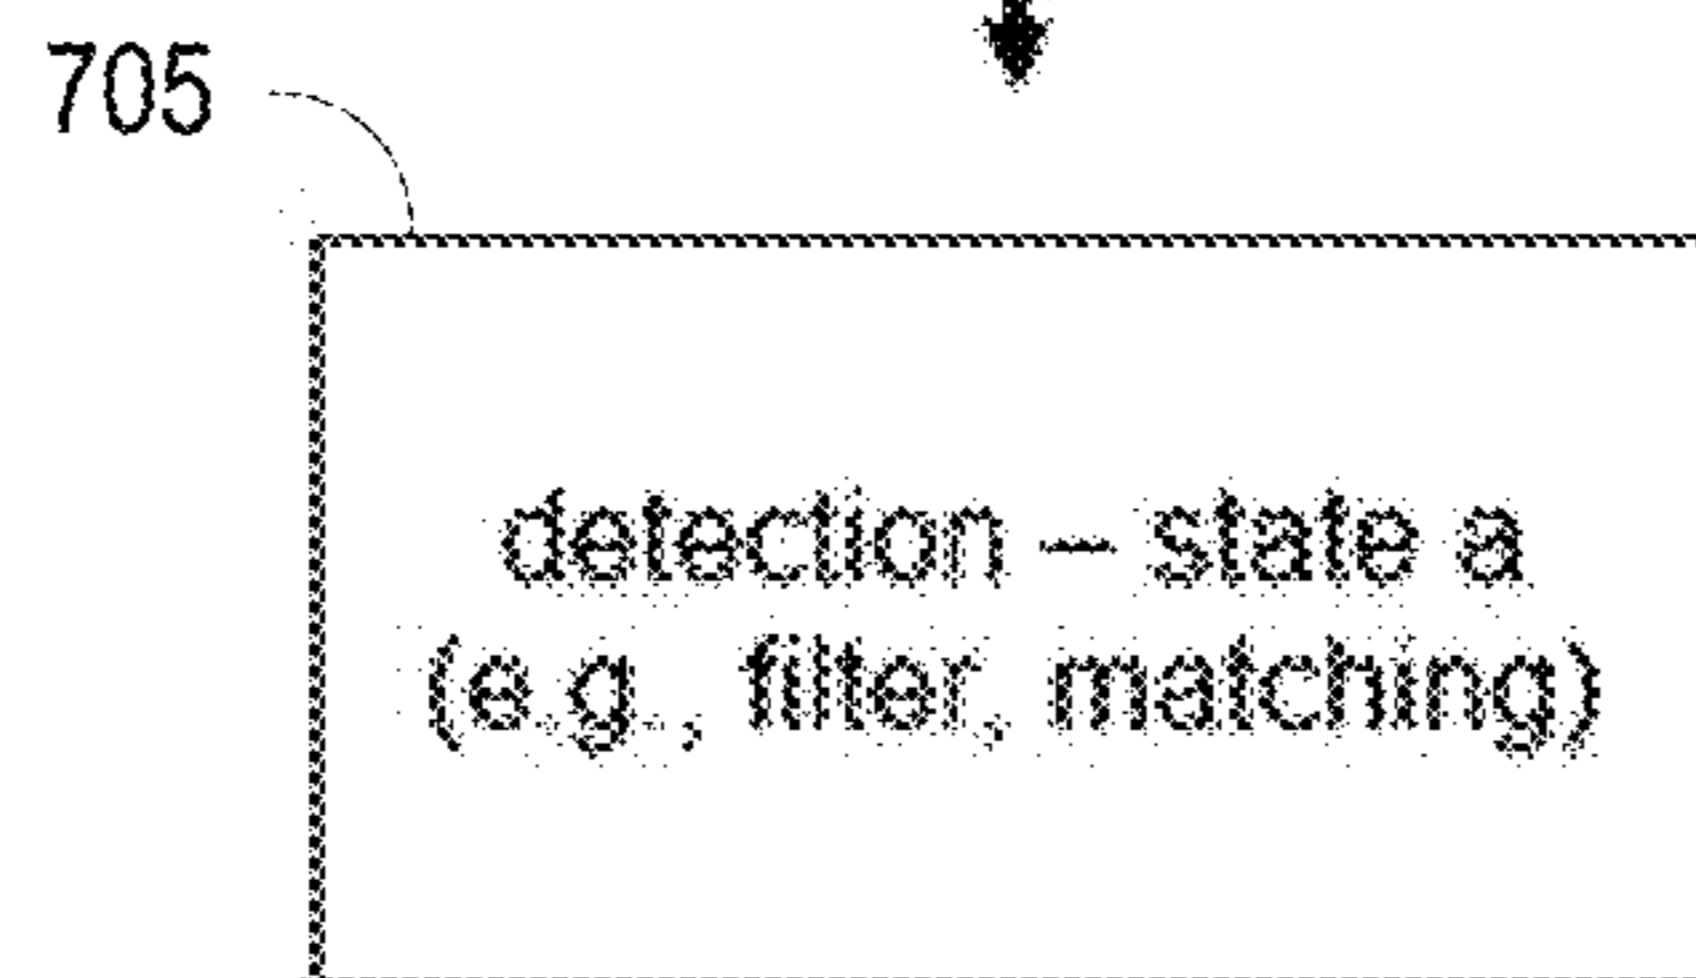 705
detection – state a
(e.g., filter, matching)